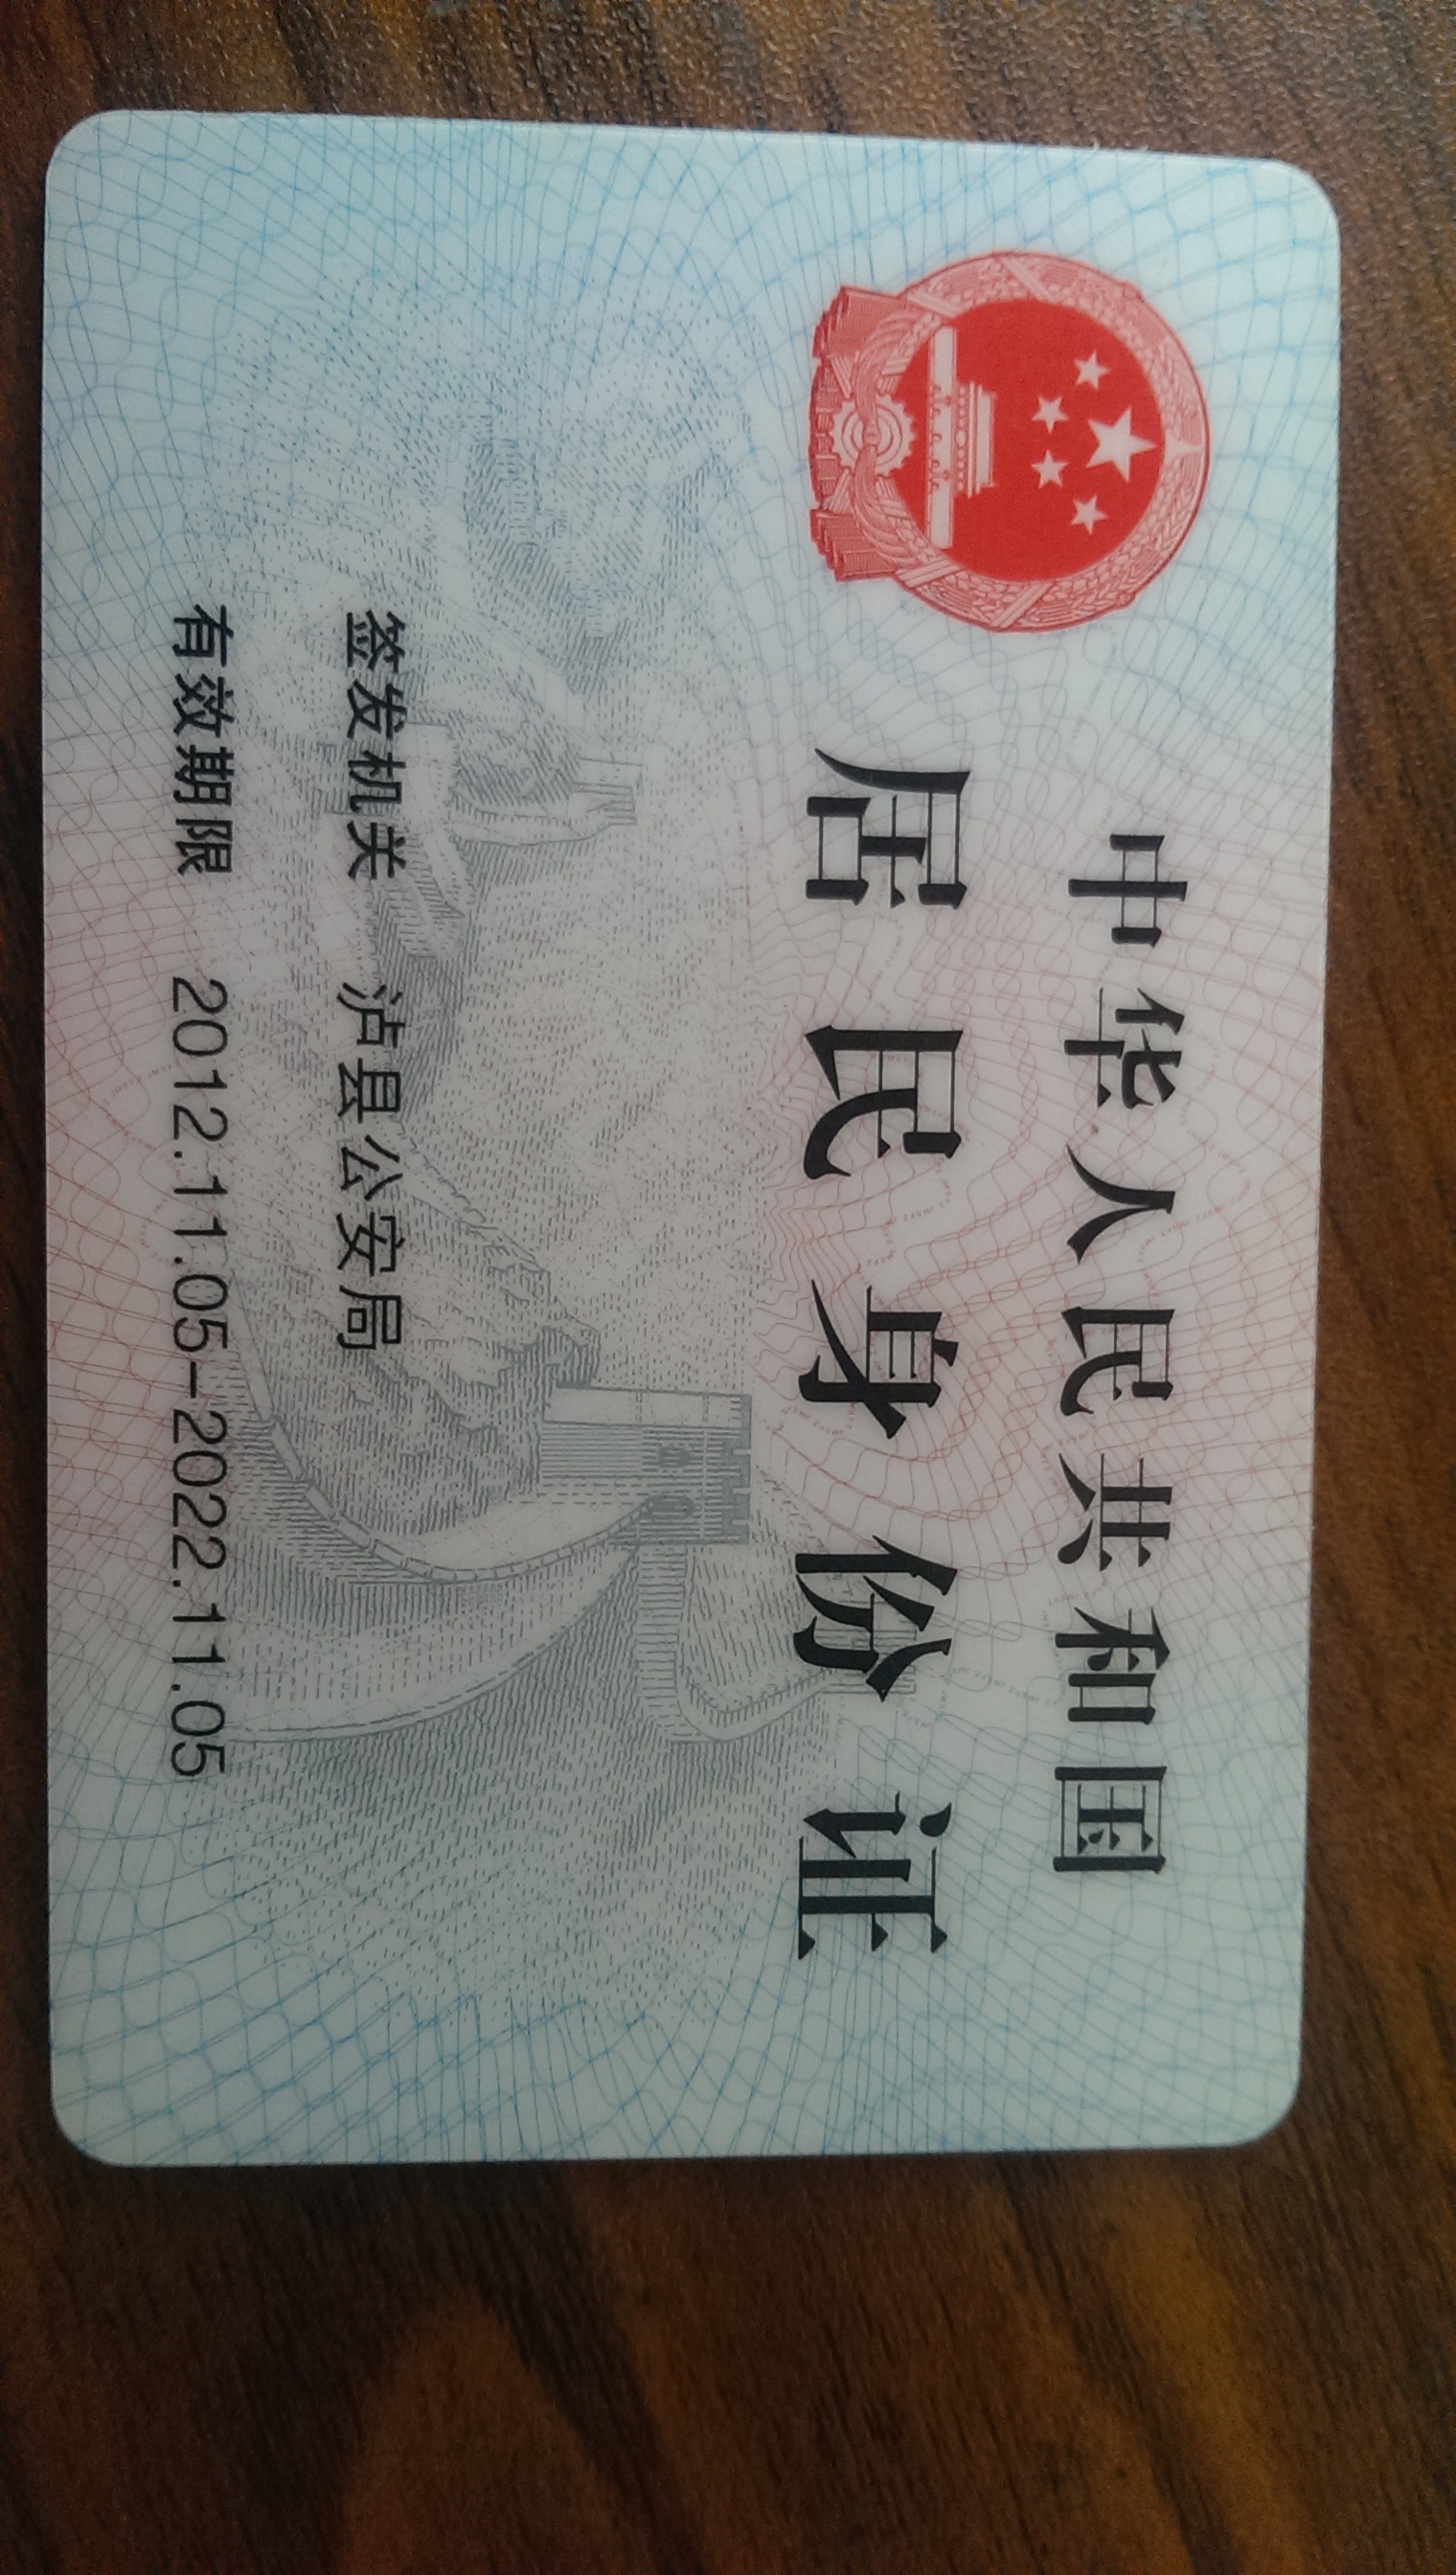 中华人民共和国
居民身份证
签发机关 泸县公安局
有效期限 2012.11.05-2022.11.05